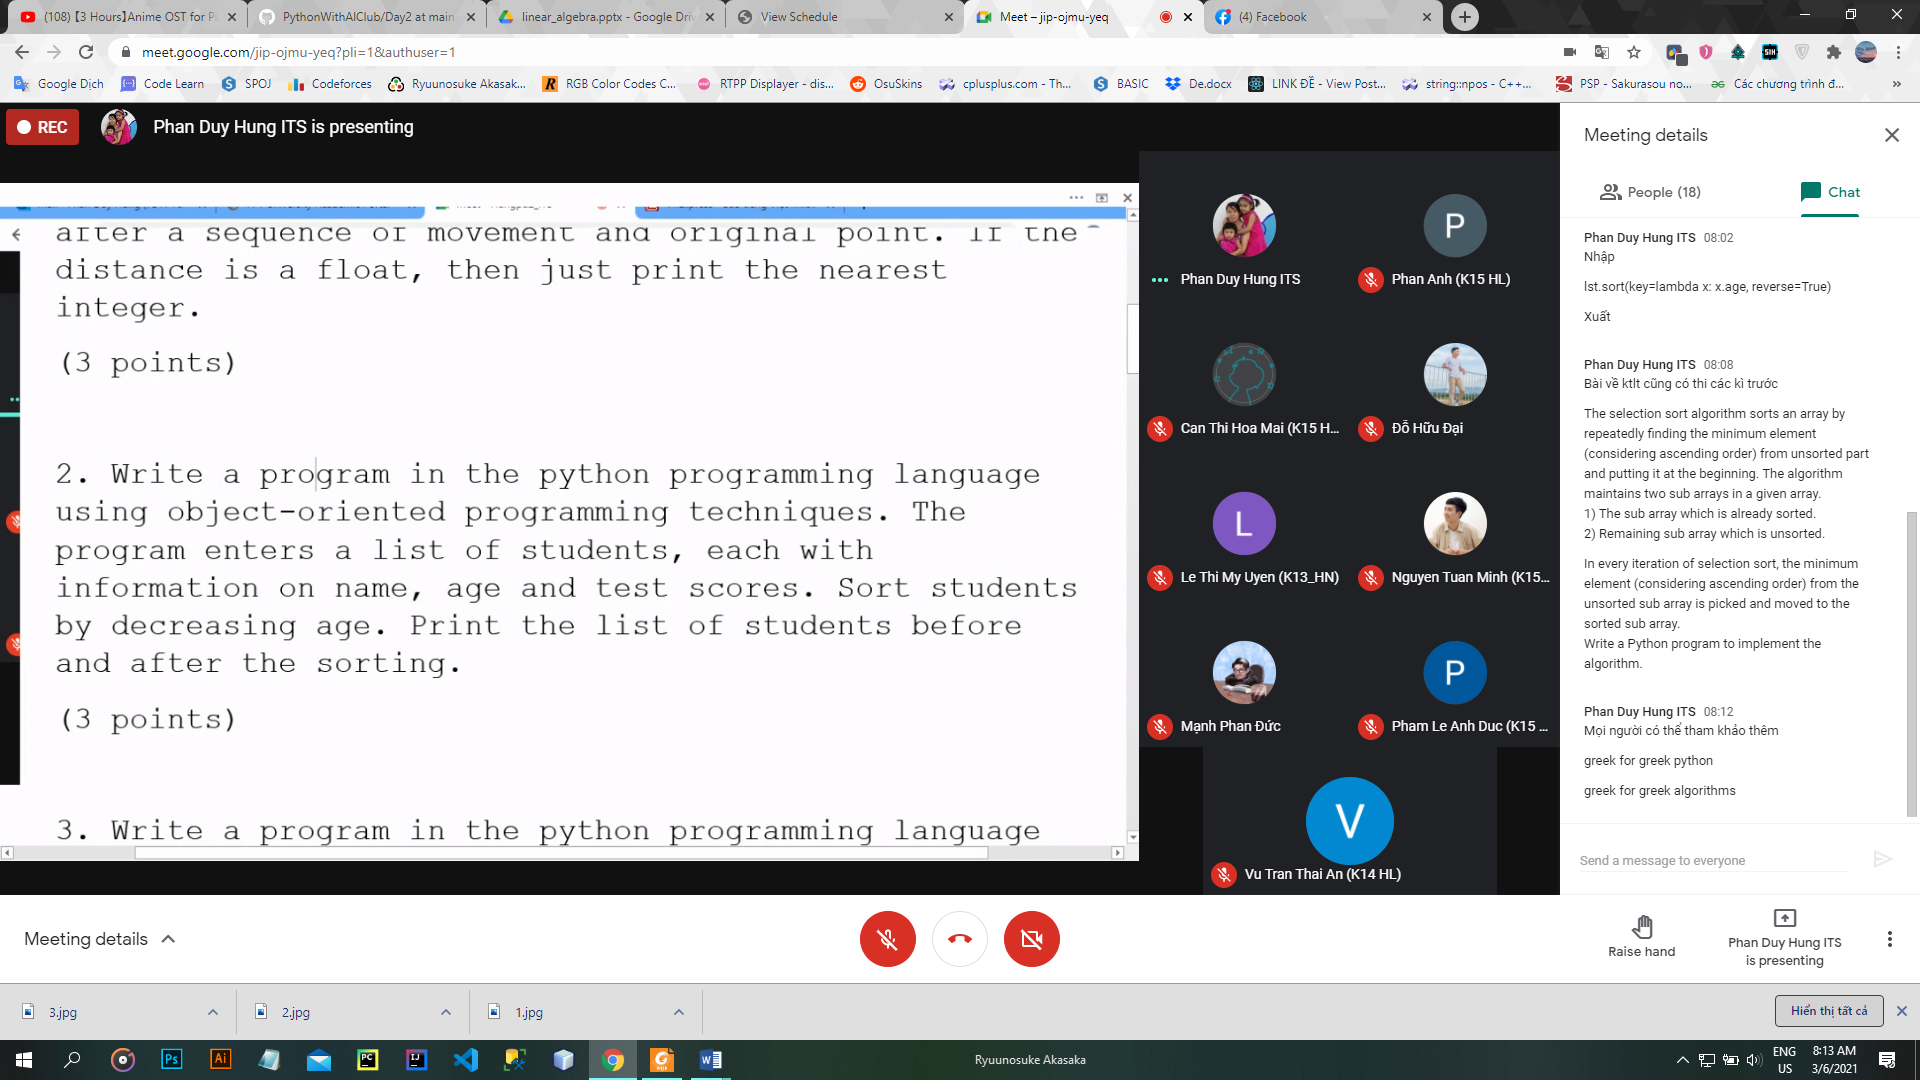 (108) [3 Hours]Anime OST for P
PythonWithAIClub/Day2 at main
linear_algebra.pptx - Google Dri
View Schedule
Meet – jip-ojmu-yeq
(4) Facebook
meet.google.com/jip-ojmu-yeq?pli=1&authuser=1
Google Dịch
Code Learn
SPOJ
Codeforces
Ryuunosuke Akasak...
RGB Color Codes C...
RTPP Displayer - dis...
OsuSkins
cplusplus.com - Th...
BASIC
De.docx
LINK ĐỀ - View Post...
string::npos - C++...
PSP - Sakurasou no...
Các chương trình đ...
REC
Phan Duy Hung ITS is presenting
after a sequence of movement and original point. If the
distance is a float, then just print the nearest
integer.
(3 points)
2. Write a program in the python programming language
using object-oriented programming techniques. The
program enters a list of students, each with
information on name, age and test scores. Sort students
by decreasing age. Print the list of students before
and after the sorting.
(3 points)
3. Write a program in the python programming language
Phan Duy Hung ITS
P
Phan Anh (K15 HL)
Can Thi Hoa Mai (K15 H...
Đỗ Hữu Đại
L
Le Thi My Uyen (K13_HN)
Nguyen Tuan Minh (K15...
Mạnh Phan Đức
P
Pham Le Anh Duc (K15 ...
V
Vu Tran Thai An (K14 HL)
Meeting details
People (18)
Chat
Phan Duy Hung ITS 08:02
Nhập
lst.sort(key=lambda x: x.age, reverse=True)
Xuất
Phan Duy Hung ITS 08:08
Bài về ktlt cũng có thi các kì trước
The selection sort algorithm sorts an array by
repeatedly finding the minimum element
(considering ascending order) from unsorted part
and putting it at the beginning. The algorithm
maintains two sub arrays in a given array.
1) The sub array which is already sorted.
2) Remaining sub array which is unsorted.
In every iteration of selection sort, the minimum
element (considering ascending order) from the
unsorted sub array is picked and moved to the
sorted sub array.
Write a Python program to implement the
algorithm.
Phan Duy Hung ITS 08:12
Mọi người có thể tham khảo thêm
greek for greek python
greek for greek algorithms
Send a message to everyone
Meeting details
Raise hand
Phan Duy Hung ITS
is presenting
3.jpg
2.jpg
1.jpg
Hiển thị tất cả
Ps
Ai
PC
IJ
W
Ryuunosuke Akasaka
ENG
US
8:13 AM
3/6/2021